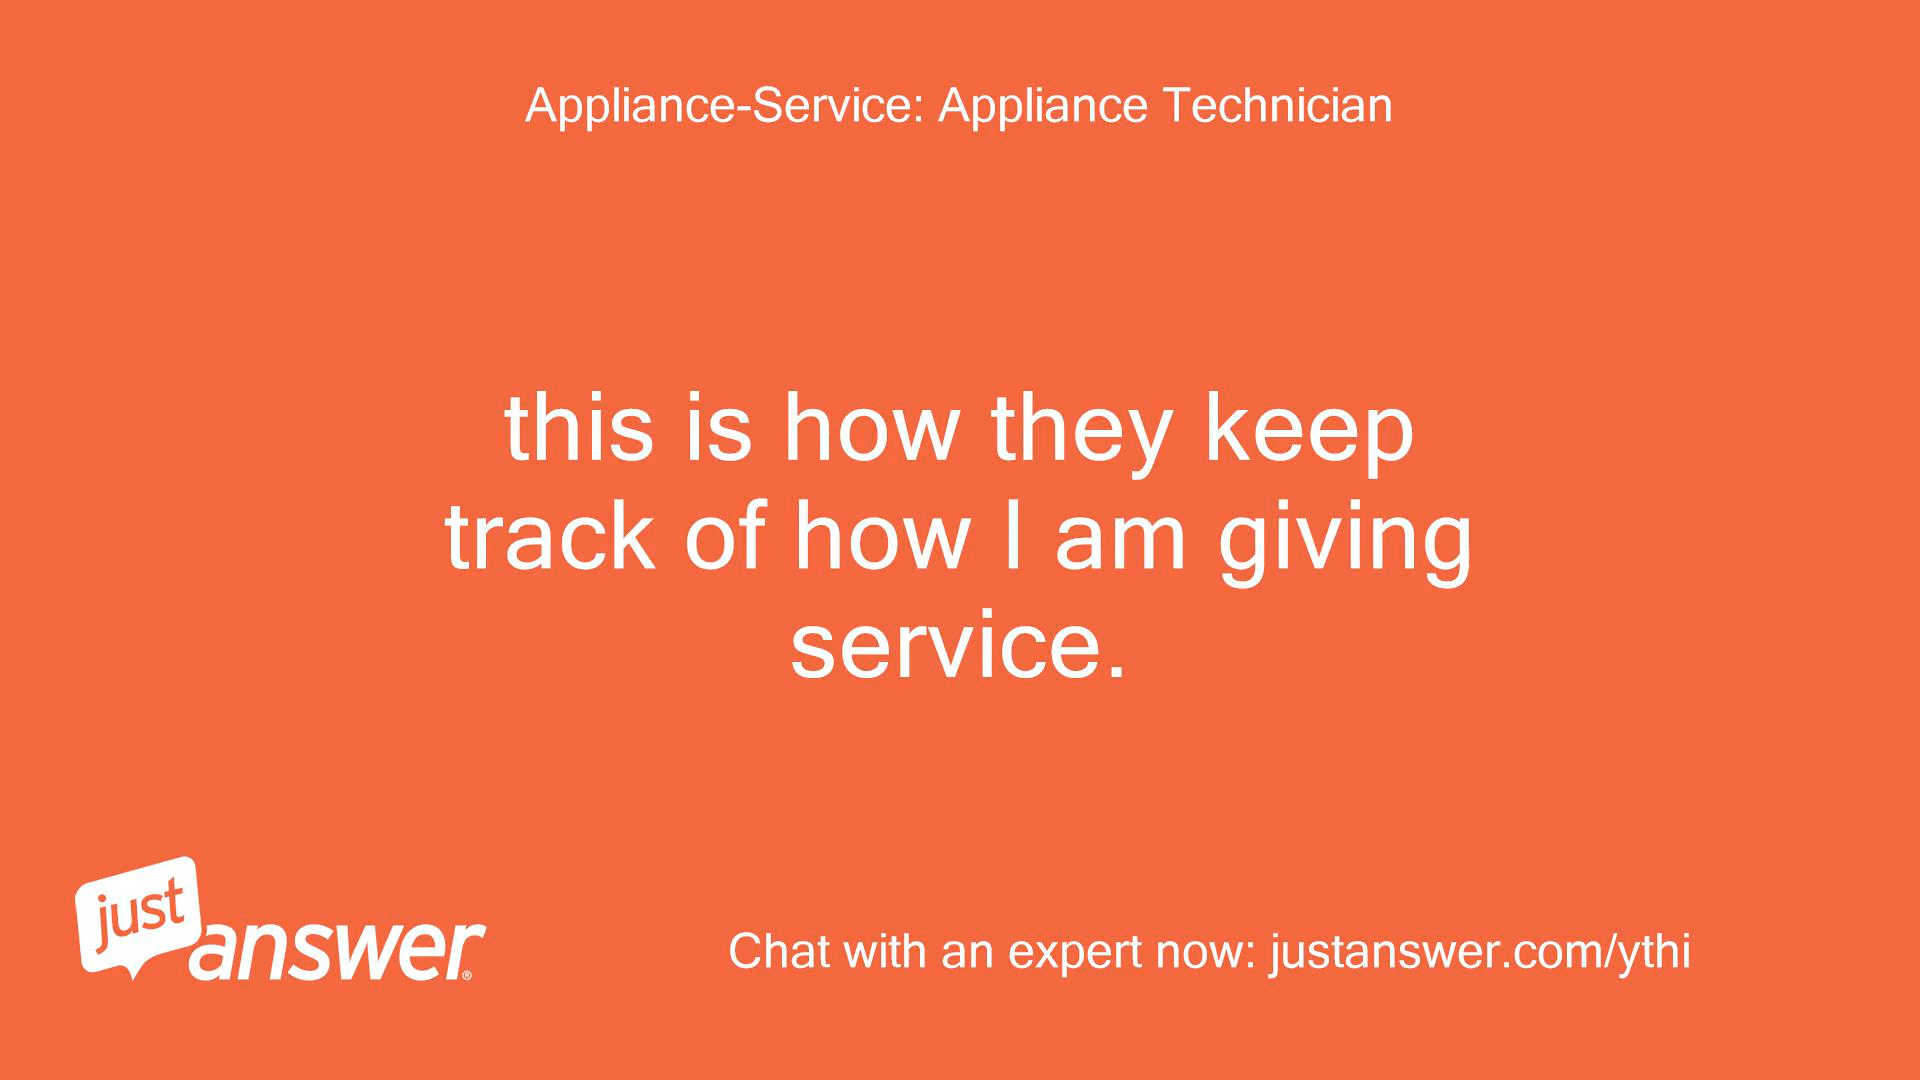 Appliance-Service: Appliance Technician
this is how they keep
track of how I am giving
service.
just
answer®
Chat with an expert now: justanswer.com/ythi